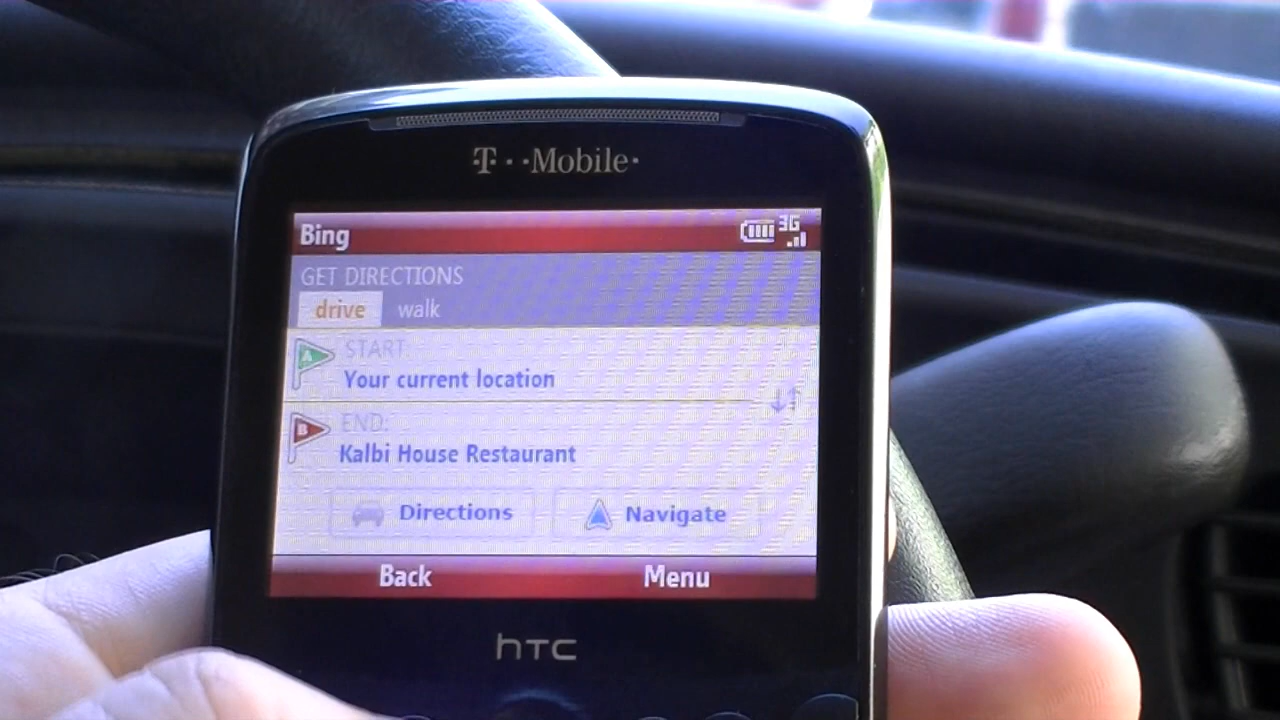 T··Mobile·
Bing
3G
GET DIRECTIONS
drive walk
A START:
Your current location
B END:
Kalbi House Restaurant
Directions Navigate
Back Menu
hTC